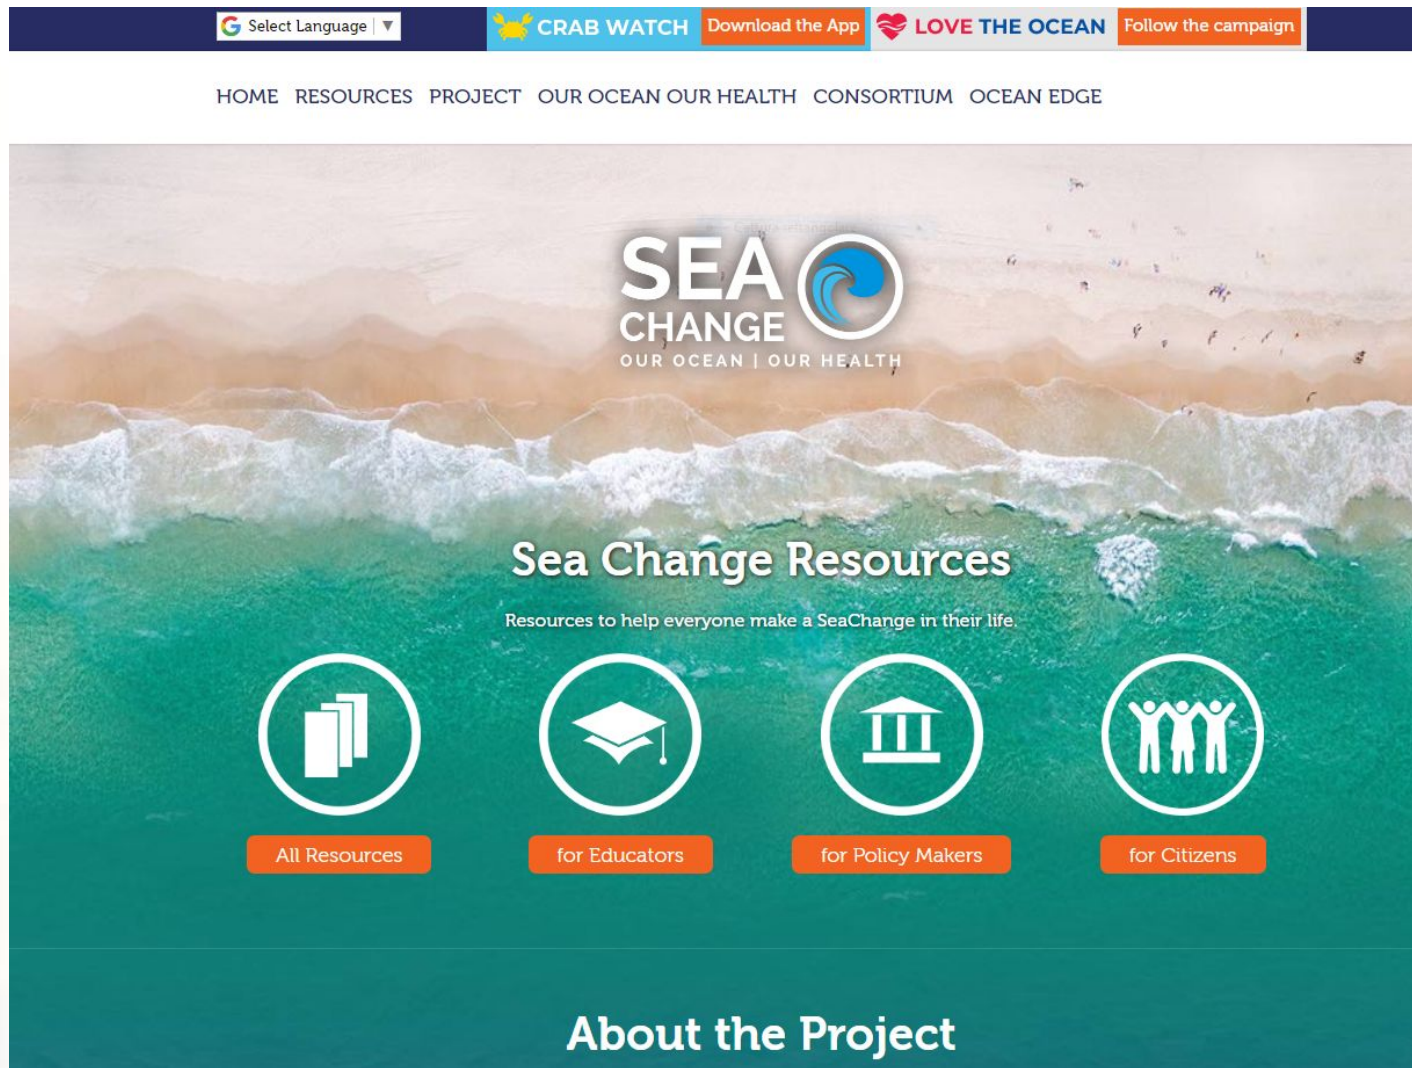 Select Language ▼
CRAB WATCH
Download the App
LOVE THE OCEAN
Follow the campaign
HOME RESOURCES PROJECT OUR OCEAN OUR HEALTH CONSORTIUM OCEAN EDGE
SEA
CHANGE
OUR OCEAN | OUR HEALTH
Sea Change Resources
Resources to help everyone make a SeaChange in their life.
All Resources
for Educators
for Policy Makers
for Citizens
About the Project